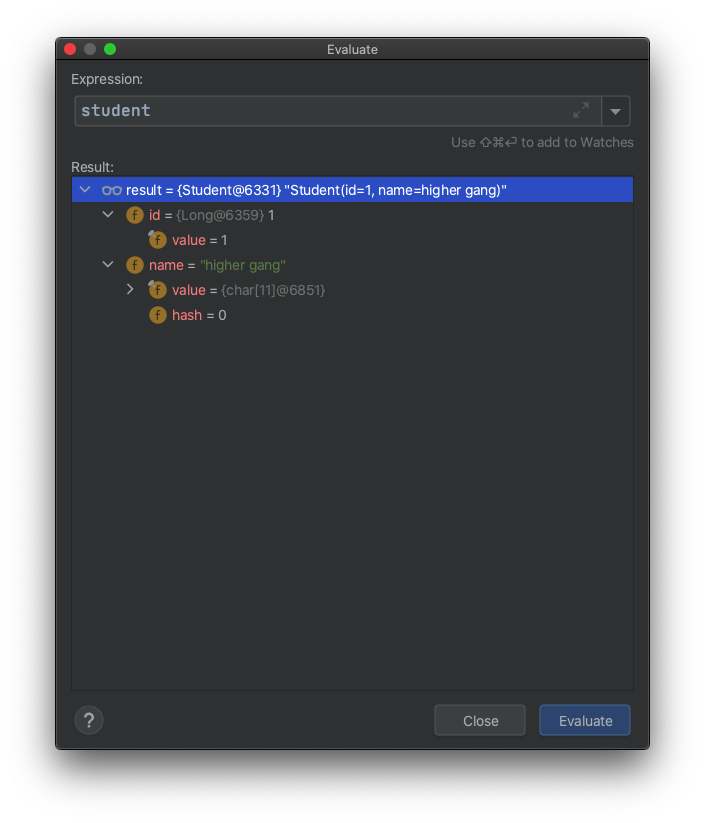 Evaluate
Expression:
student
Use ⇧⌘⏎ to add to Watches
Result:
result = {Student@6331} "Student(id=1, name=higher gang)"
f id = {Long@6359} 1
f value = 1
f name = "higher gang"
f value = {char[11]@6851}
f hash = 0
? Close Evaluate